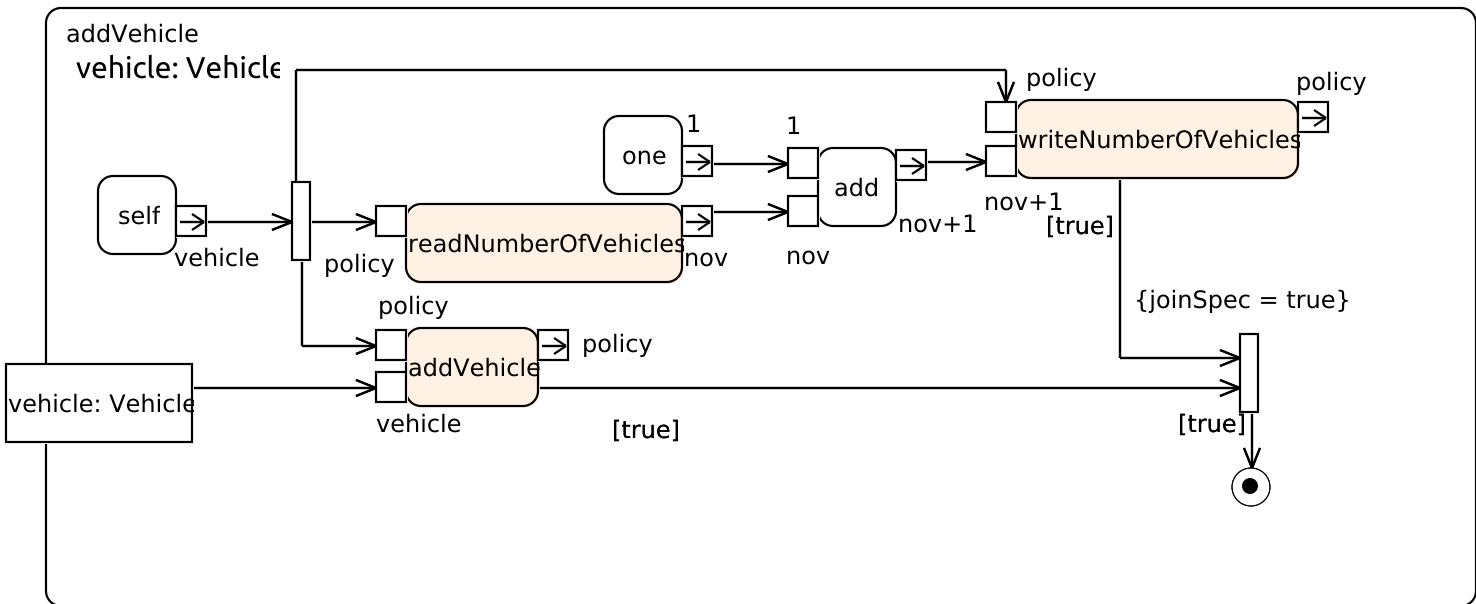 addVehicle
vehicle: Vehicle
policy
policy
1
1
one
writeNumberOfVehicles
add
self
nov+1
readNumberOfVehicles
nov+1
[true]
vehicle
policy
nov
nov
policy
{joinSpec = true}
policy
addVehicle
vehicle: Vehicle
vehicle
[true]
[true]